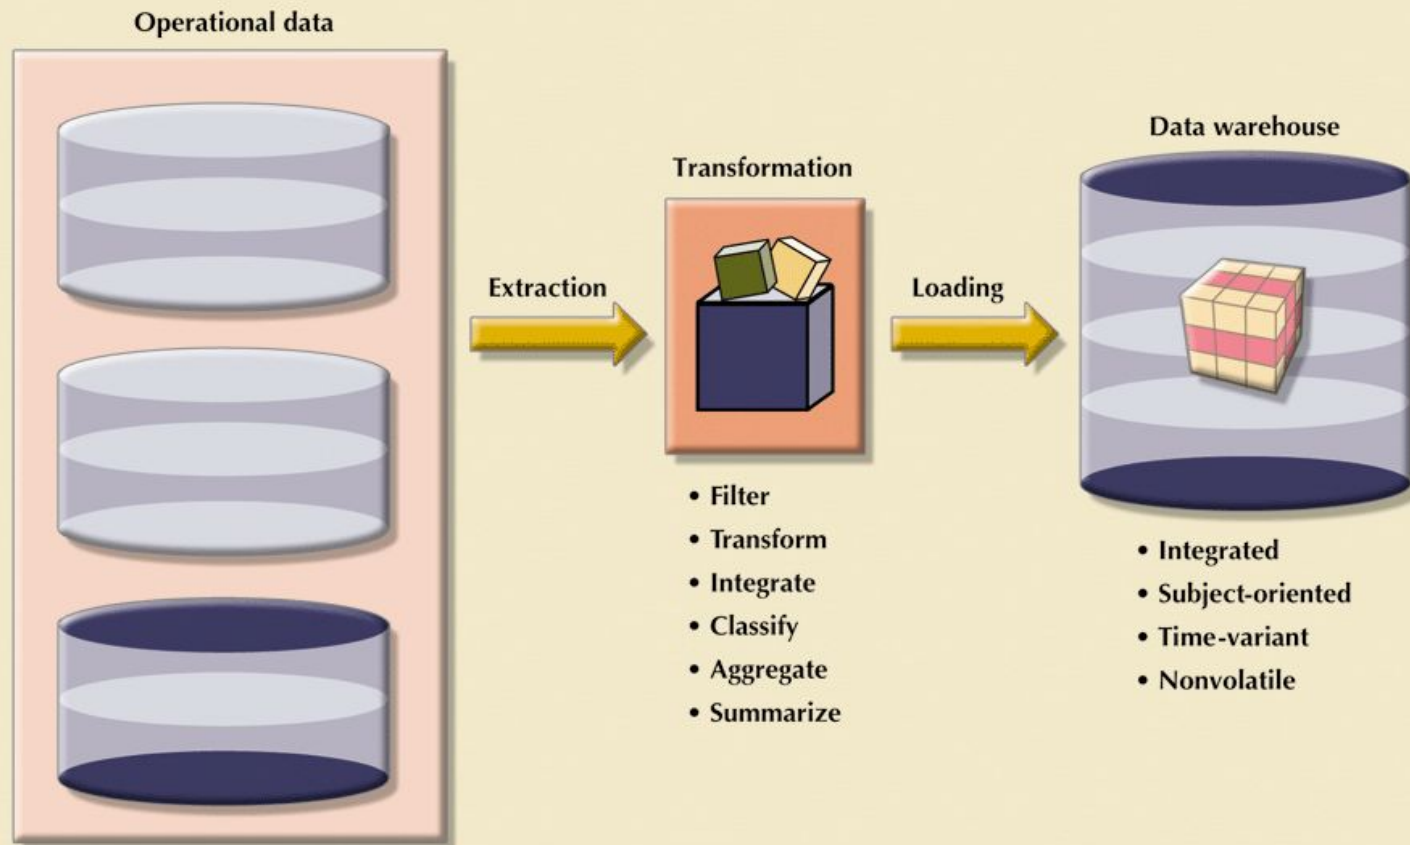 Operational data
Extraction
Transformation
• Filter
• Transform
• Integrate
• Classify
• Aggregate
• Summarize
Loading
Data warehouse
• Integrated
• Subject-oriented
• Time-variant
• Nonvolatile